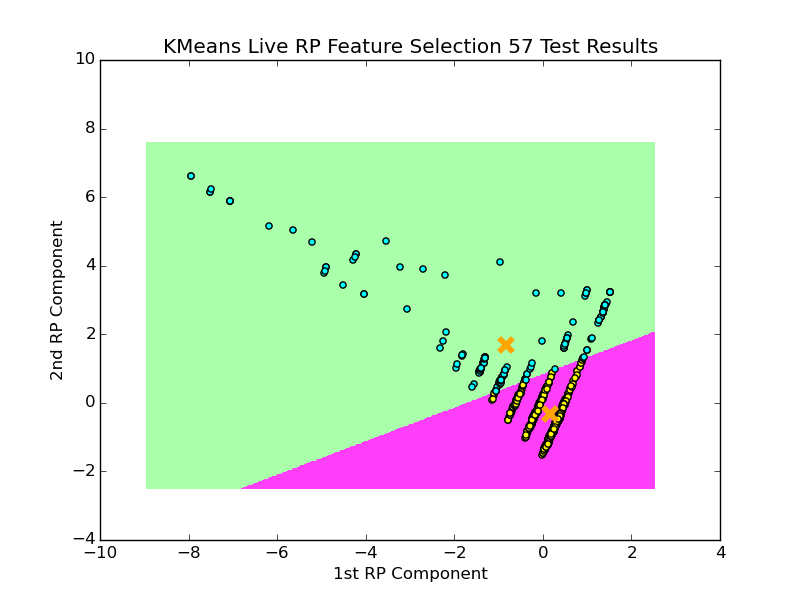 KMeans Live RP Feature Selection 57 Test Results
10
8
6
4
2
0
−2
−4
2nd RP Component
−10 −8 −6 −4 −2 0 2 4
1st RP Component